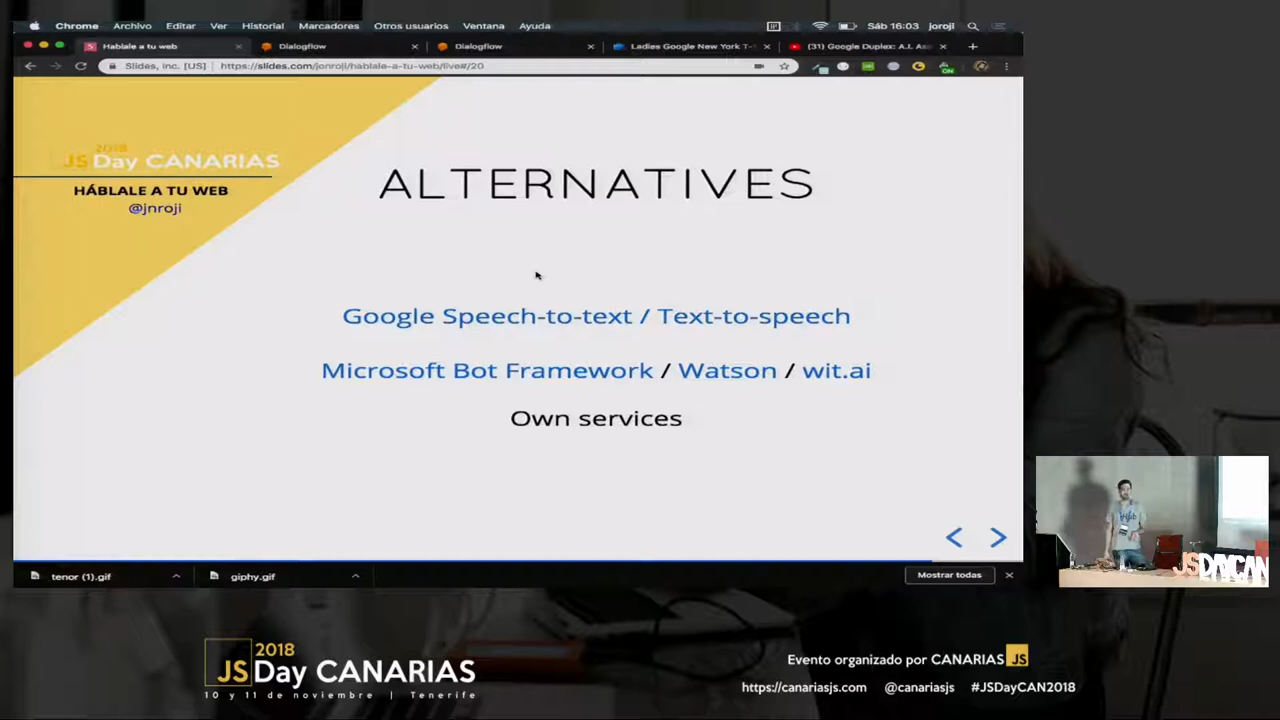 Chrome Archivo Editar Ver Historial Marcadores Otros usuarios Ventana Ayuda Sáb 16:03 joroji
Háblale a tu web Dialogflow Dialogflow Ladies Google New York T- (31) Google Duplex: A.I. Ass
Slides, Inc. [US] https://slides.com/jonroji/hablale-a-tu-web/live#/20
ON
2018
JS Day CANARIAS
HÁBLALE A TU WEB
@jnroji
ALTERNATIVES
Google Speech-to-text / Text-to-speech
Microsoft Bot Framework / Watson / wit.ai
Own services
tenor (1).gif giphy.gif Mostrar todas
JSDAYCAN
2018
JS Day CANARIAS
10 y 11 de noviembre | Tenerife
Evento organizado por CANARIAS JS
https://canariasjs.com @canariasjs #JSDayCAN2018